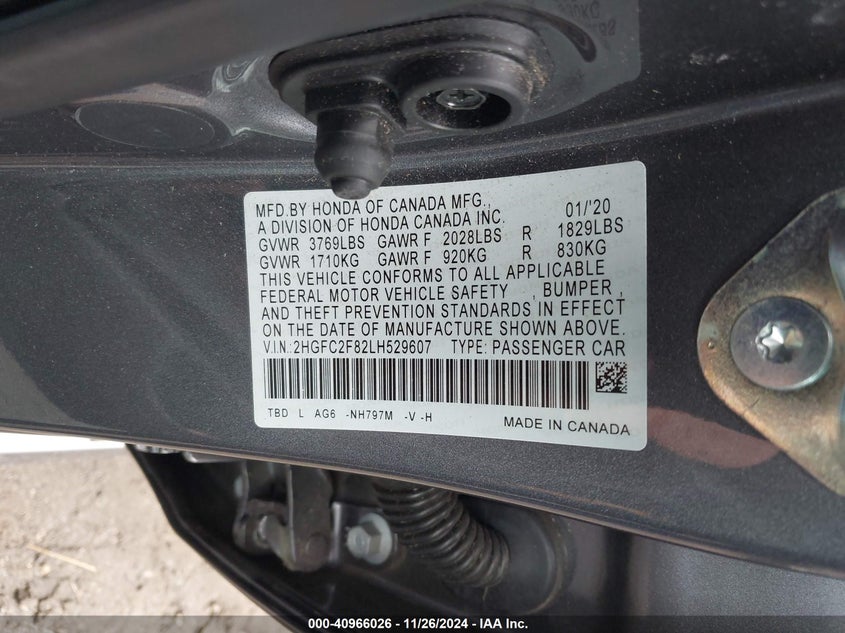 330KG
MFD.BY HONDA OF CANADA MFG., 01/'20
A DIVISION OF HONDA CANADA INC.
GVWR 3769LBS GAWR F 2028LBS R 1829LBS
GVWR 1710KG GAWR F 920KG R 830KG
THIS VEHICLE CONFORMS TO ALL APPLICABLE
FEDERAL MOTOR VEHICLE SAFETY , BUMPER ,
AND THEFT PREVENTION STANDARDS IN EFFECT
ON THE DATE OF MANUFACTURE SHOWN ABOVE.
V.I.N.:2HGFC2F82LH529607 TYPE: PASSENGER CAR
TBD L AG6 -NH797M -V -H
MADE IN CANADA
000-40966026 - 11/26/2024 - IAA Inc.